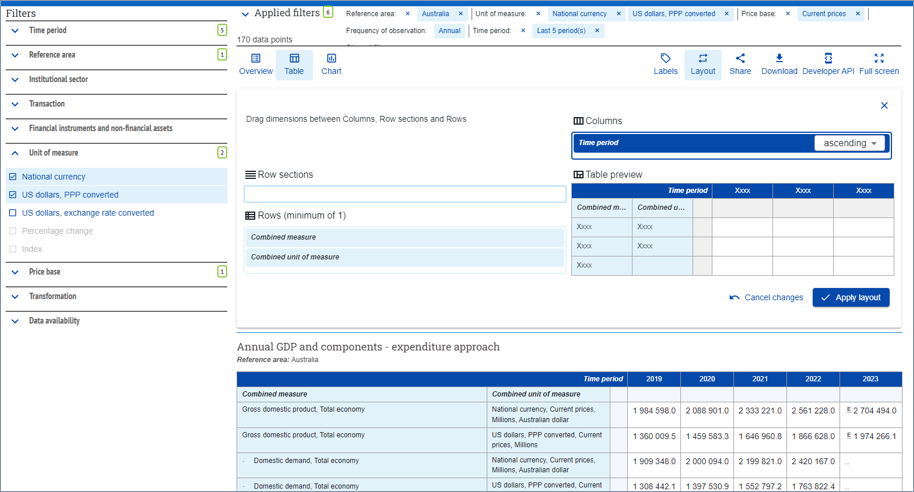 Filters
Time period 5
Reference area 1
Institutional sector
Transaction
Financial instruments and non-financial assets
Unit of measure 2
National currency
US dollars, PPP converted
US dollars, exchange rate converted
Percentage change
Index
Price base 1
Transformation
Data availability
Applied filters 6
170 data points
Reference area: × Australia × Unit of measure: × National currency × US dollars, PPP converted × Price base: × Current prices ×
Frequency of observation: Annual Time period: × Last 5 period(s) ×
Overview Table Chart Labels Layout Share Download Developer API Full screen
Drag dimensions between Columns, Row sections and Rows
Columns
Time period ascending
Row sections
Rows (minimum of 1)
Combined measure
Combined unit of measure
Table preview
Time period Xxxx Xxxx Xxxx
Combined m... Combined u...
Xxxx Xxxx
Xxxx Xxxx
Xxxx
Cancel changes Apply layout
Annual GDP and components - expenditure approach
Reference area: Australia
Time period 2019 2020 2021 2022 2023
Combined measure Combined unit of measure
Gross domestic product, Total economy National currency, Current prices, 1 984 598.0 2 088 901.0 2 333 221.0 2 561 228.0 E 2 704 494.0
Millions, Australian dollar
Gross domestic product, Total economy US dollars, PPP converted, Current 1 360 009.5 1 459 583.3 1 646 960.8 1 866 628.0 E 1 974 266.1
prices, Millions
· Domestic demand, Total economy National currency, Current prices, 1 909 348.0 2 000 094.0 2 199 821.0 2 420 167.0 ..
Millions, Australian dollar
· Domestic demand, Total economy US dollars, PPP converted, Current 1 308 442.1 1 397 530.9 1 552 797.2 1 763 822.4 ..